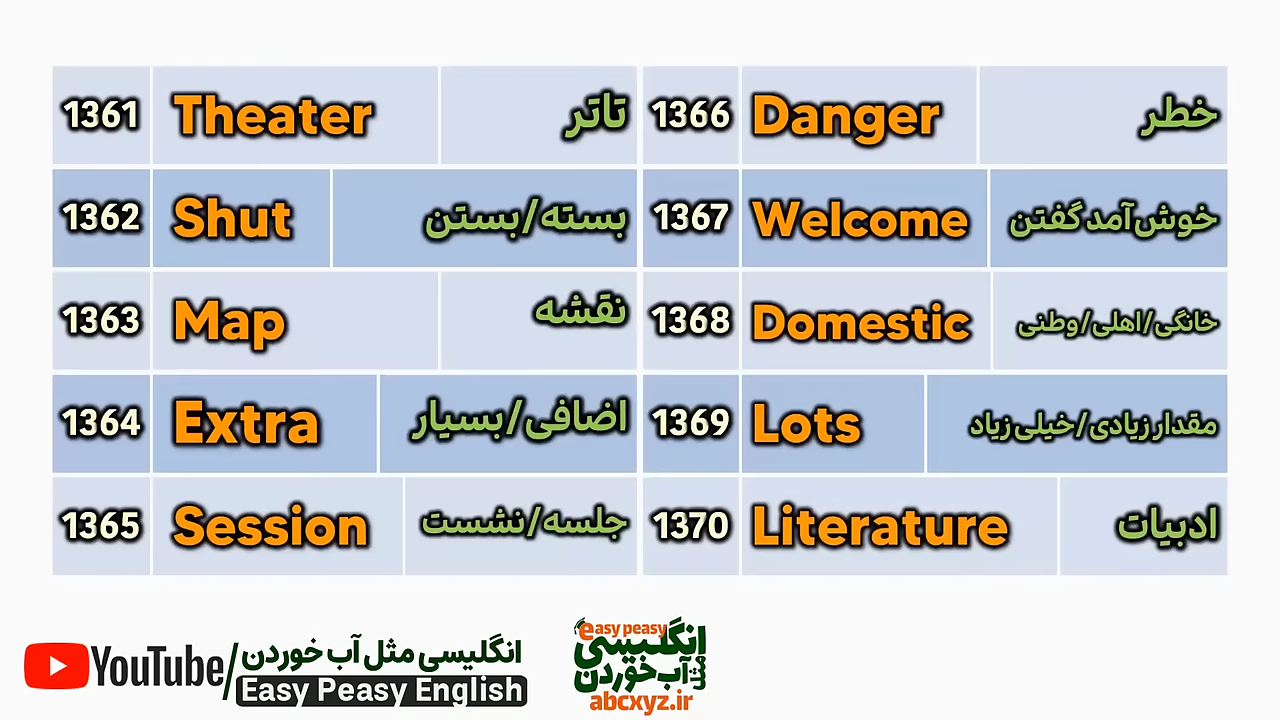 1361 Theater تاتر
1362 Shut بسته/بستن
1363 Map نقشه
1364 Extra اضافی/بسیار
1365 Session جلسه/نشست
1366 Danger خطر
1367 Welcome خوش‌آمد گفتن
1368 Domestic خانگی/اهلی/وطنی
1369 Lots مقدار زیادی/خیلی زیاد
1370 Literature ادبیات
YouTube/انگلیسی مثل آب خوردن
Easy Peasy English
easy peasy
انگلیسی
مثل آب خوردن
abcxyz.ir